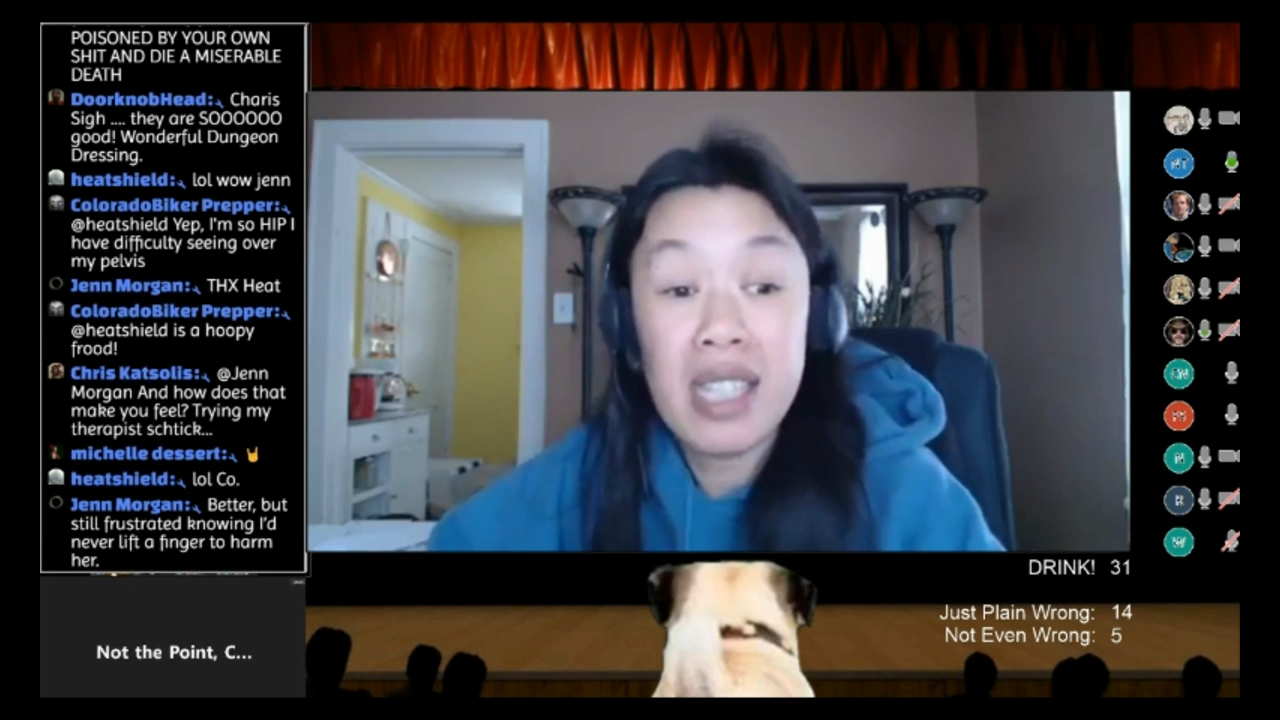 POISONED BY YOUR OWN
SHIT AND DIE A MISERABLE
DEATH
DoorknobHead: Charis
Sigh .... they are SOOOOOO
good! Wonderful Dungeon
Dressing.
heatshield: lol wow jenn
ColoradoBiker Prepper:
@heatshield Yep, I'm so HIP I
have difficulty seeing over
my pelvis
Jenn Morgan: THX Heat
ColoradoBiker Prepper:
@heatshield is a hoopy
frood!
Chris Katsolis: @Jenn
Morgan And how does that
make you feel? Trying my
therapist schtick...
michelle dessert: 🤘
heatshield: lol Co.
Jenn Morgan: Better, but
still frustrated knowing I'd
never lift a finger to harm
her.
Not the Point, C...
DRINK! 31
Just Plain Wrong: 14
Not Even Wrong: 5